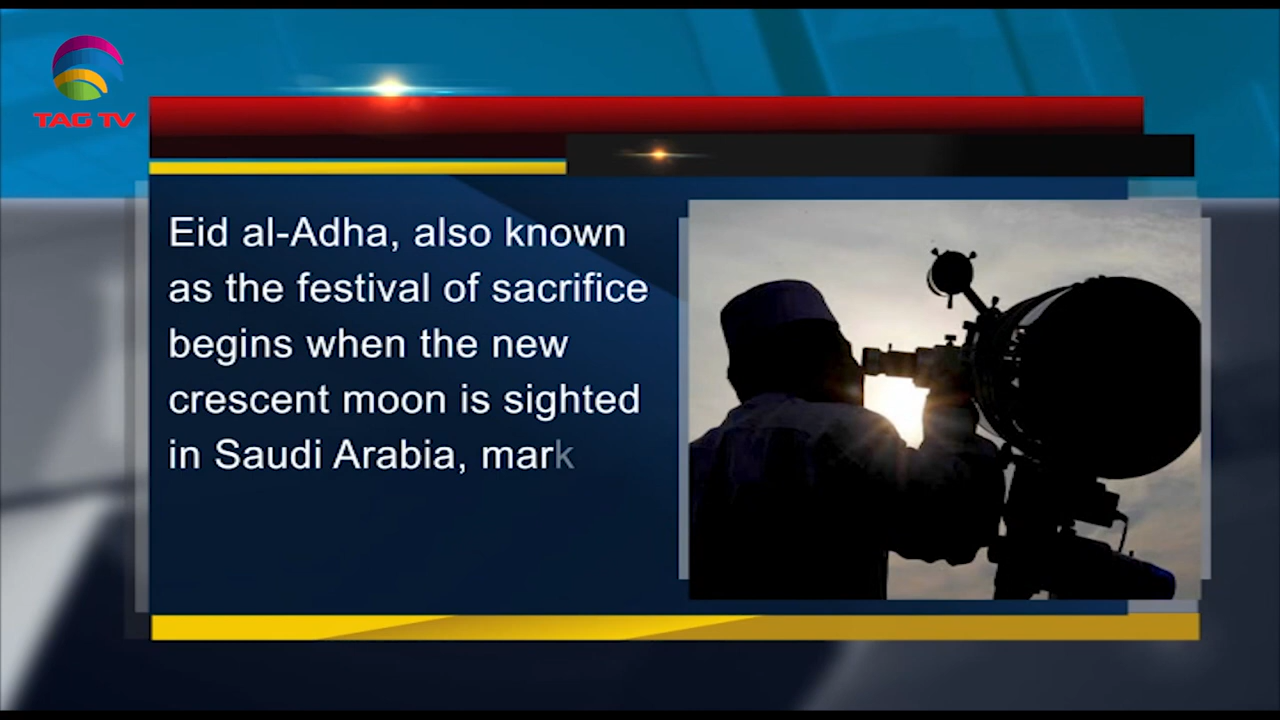 TAG TV
Eid al-Adha, also known
as the festival of sacrifice
begins when the new
crescent moon is sighted
in Saudi Arabia, mark